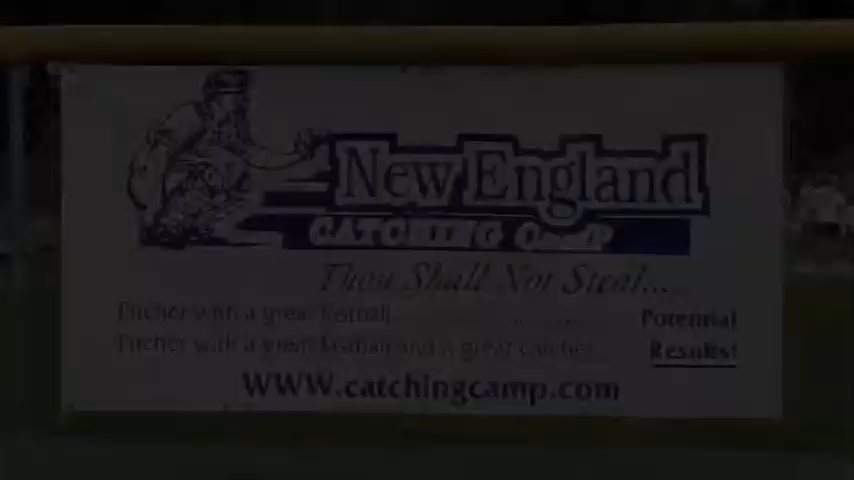 New England
CATCHING CAMP
Thou Shall Not Steal.....
Pitcher with a great fastball.................... Potential
Pitcher with a great fastball and a great catcher... Results!
WWW.catchingcamp.com